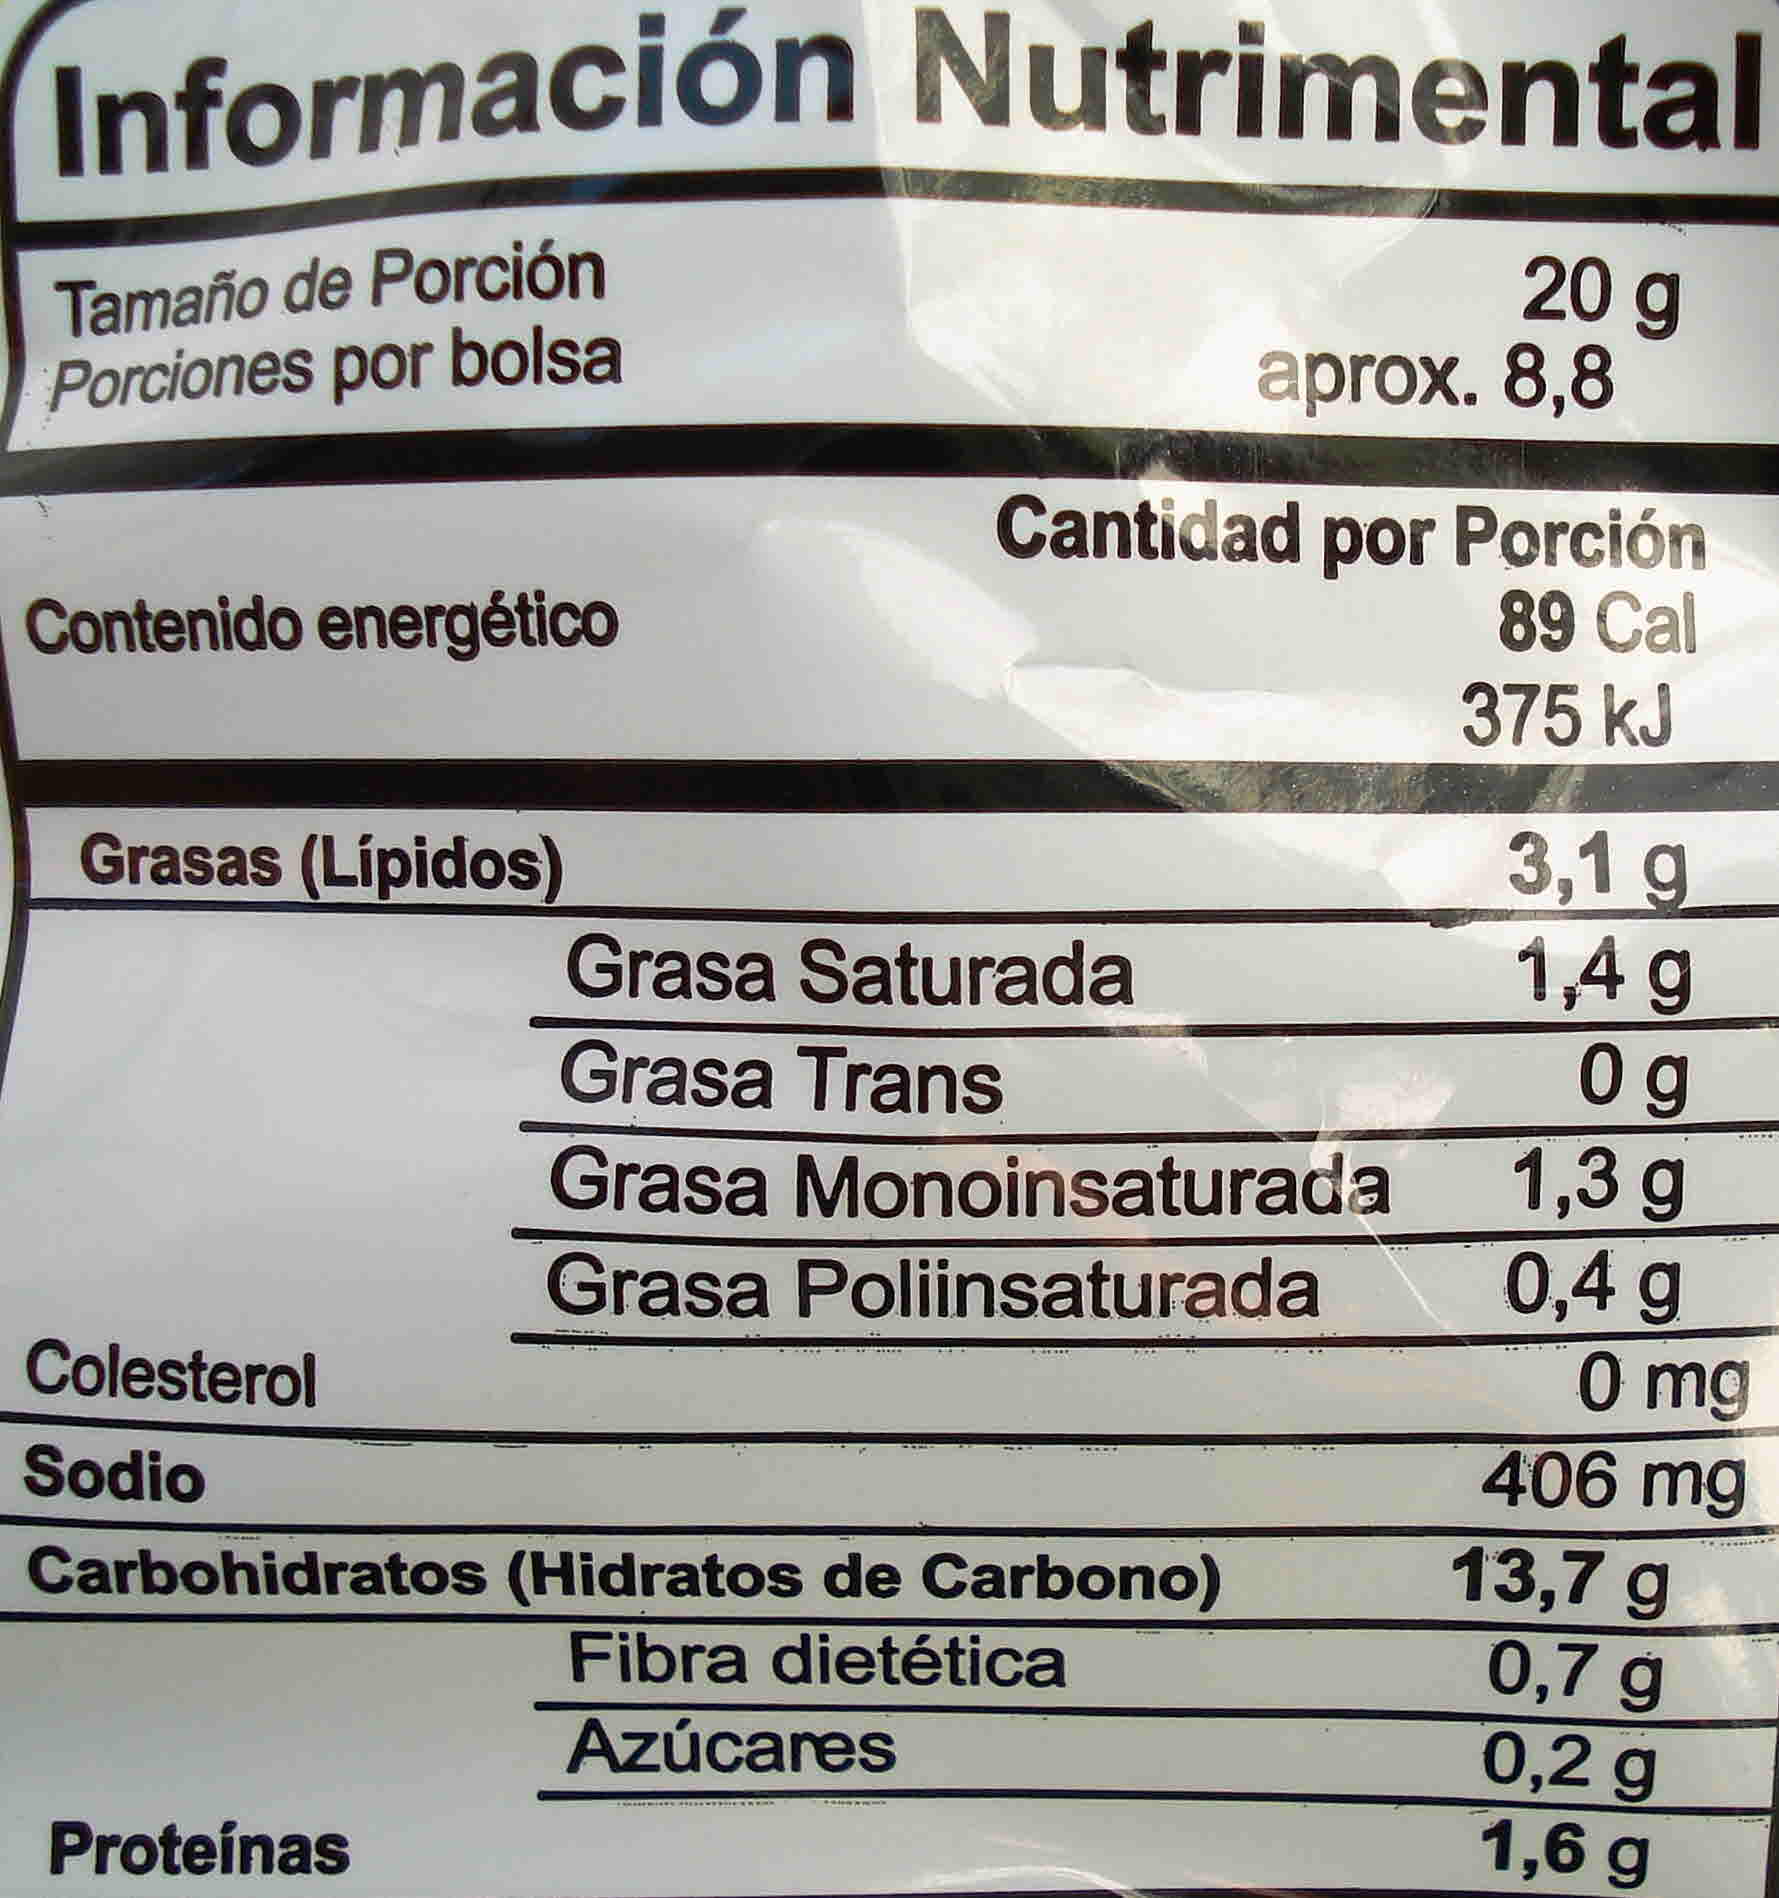 Información Nutrimental
Tamaño de Porción 20 g
Porciones por bolsa aprox. 8,8
Cantidad por Porción
Contenido energético 89 Cal
375 kJ
Grasas (Lípidos) 3,1 g
Grasa Saturada 1,4 g
Grasa Trans 0 g
Grasa Monoinsaturada 1,3 g
Grasa Poliinsaturada 0,4 g
Colesterol 0 mg
Sodio 406 mg
Carbohidratos (Hidratos de Carbono) 13,7 g
Fibra dietética 0,7 g
Azúcares 0,2 g
Proteínas 1,6 g